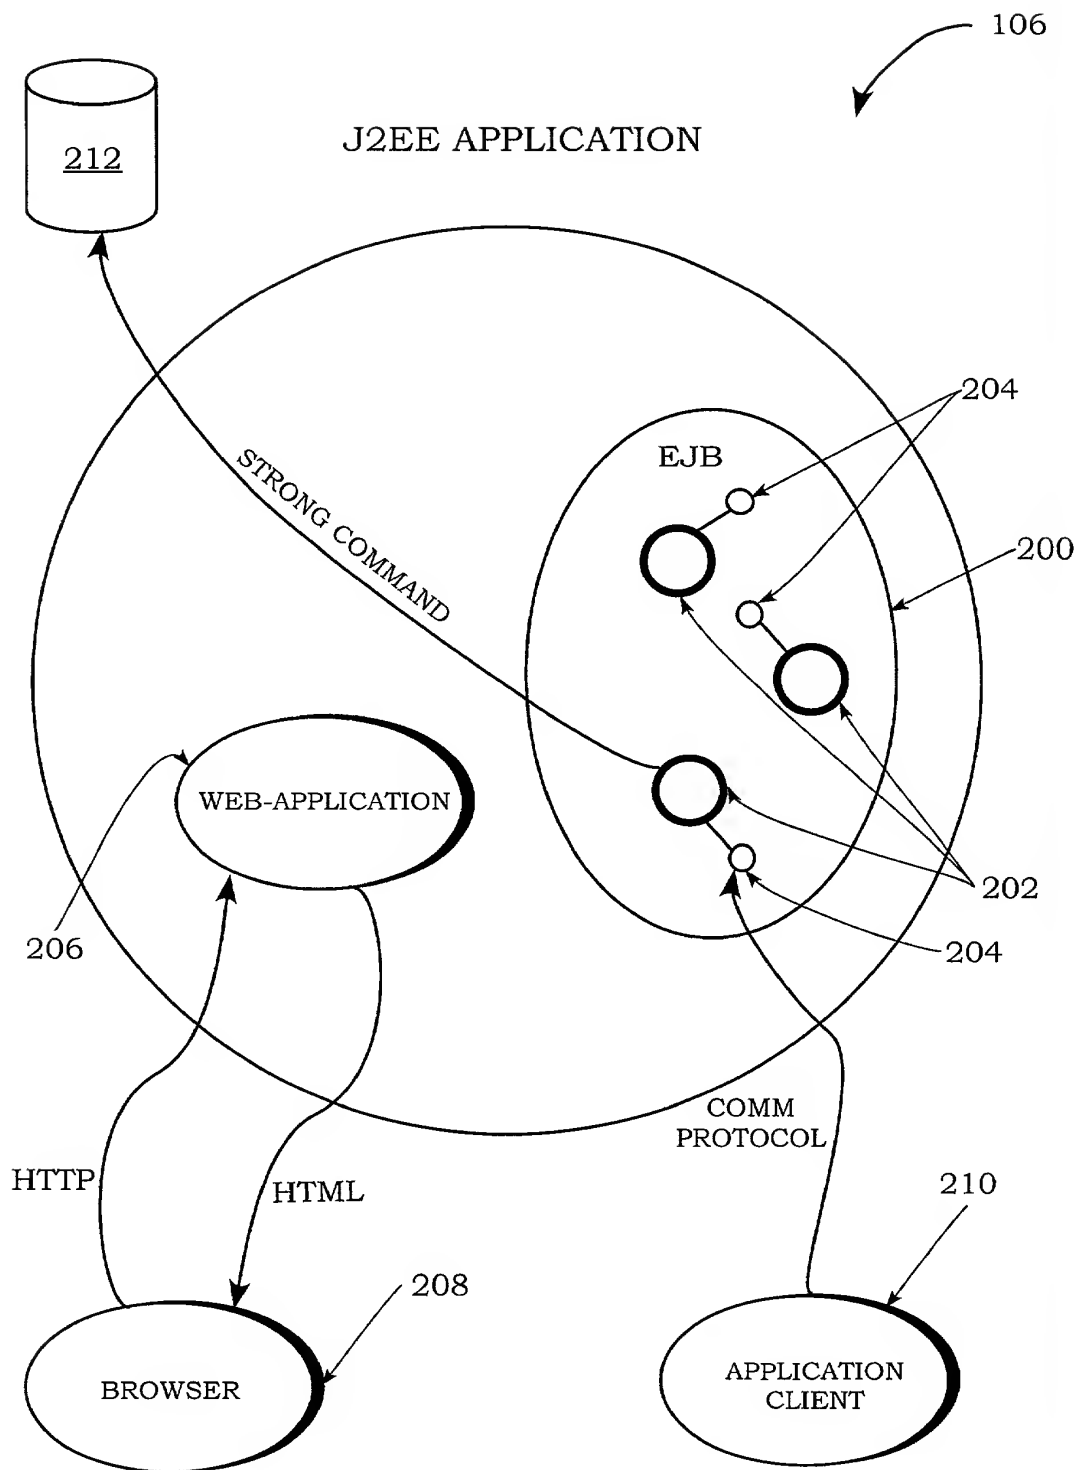 106
212
J2EE APPLICATION
204
EJB
200
STRONG COMMAND
WEB-APPLICATION
202
206
204
COMM
PROTOCOL
HTTP
HTML
210
208
BROWSER
APPLICATION
CLIENT